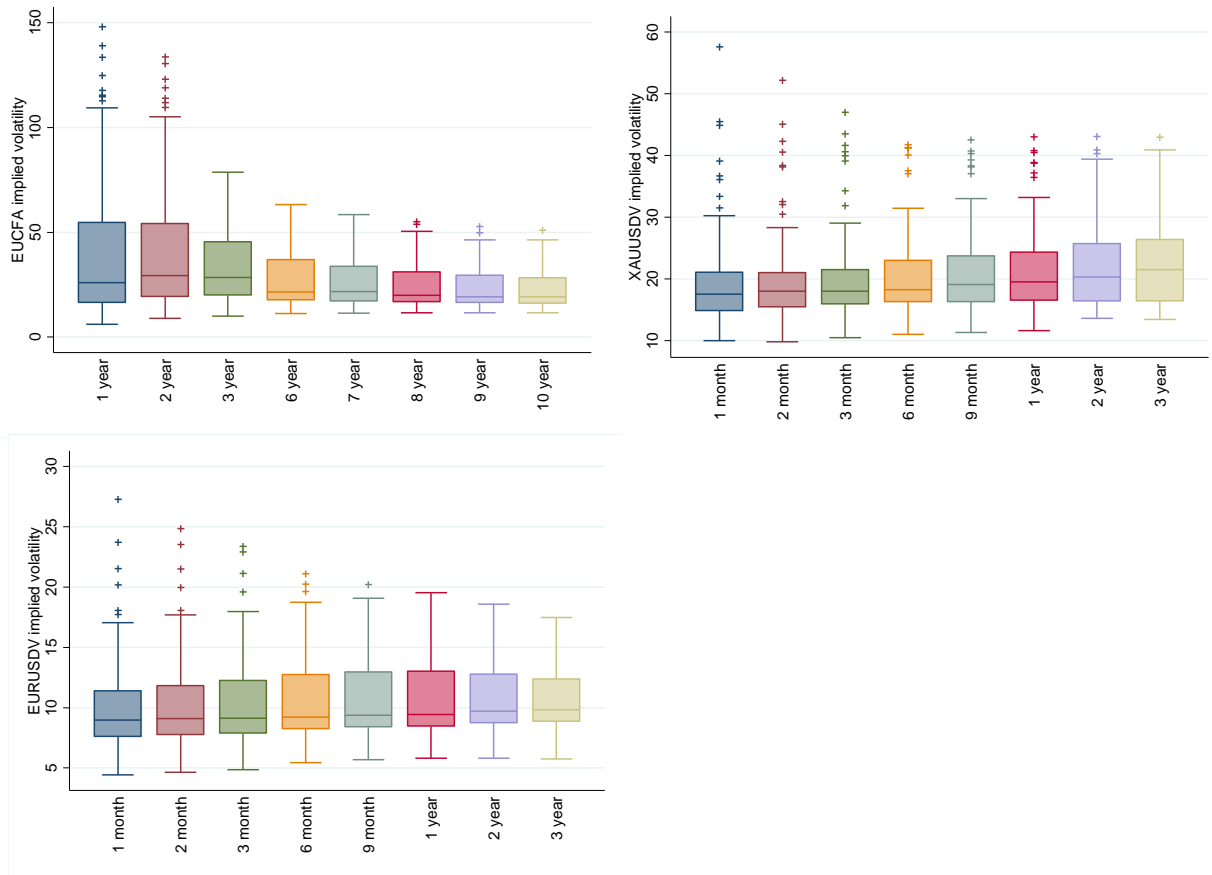 EUCFA implied volatility
150
100
50
0
1 year
2 year
3 year
6 year
7 year
8 year
9 year
10 year
XAUUSDV implied volatility
60
50
40
30
20
10
1 month
2 month
3 month
6 month
9 month
1 year
2 year
3 year
EURUSDV implied volatility
30
25
20
15
10
5
1 month
2 month
3 month
6 month
9 month
1 year
2 year
3 year